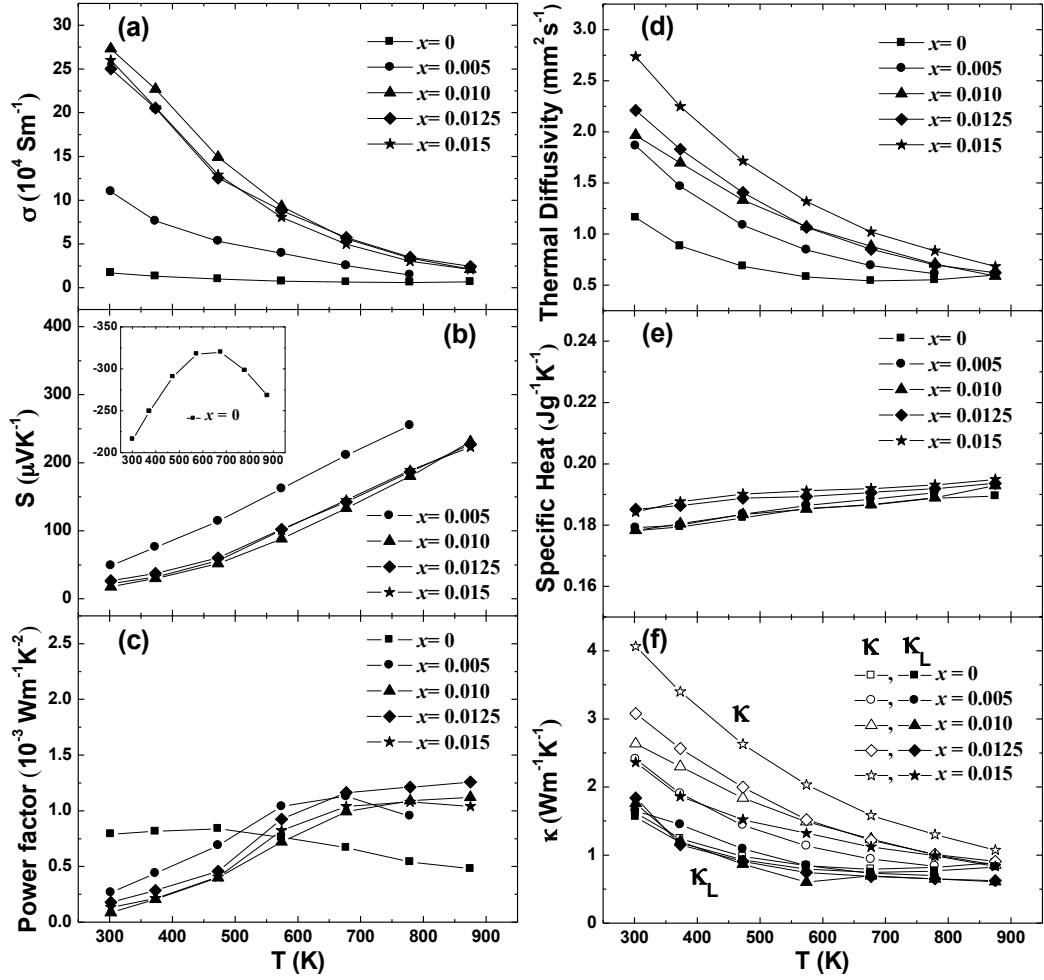 (a)
30
25
20
15
10
5
0
σ (10⁴ Sm⁻¹)
x= 0
x= 0.005
x= 0.010
x= 0.0125
x= 0.015
(b)
400
300
200
100
0
S (μVK⁻¹)
-350
-300
-250
-200
300 400 500 600 700 800 900
x = 0
x= 0.005
x= 0.010
x= 0.0125
x= 0.015
(c)
2.5
2.0
1.5
1.0
0.5
0.0
Power factor (10⁻³ Wm⁻¹K⁻²)
x= 0
x= 0.005
x= 0.010
x= 0.0125
x= 0.015
300 400 500 600 700 800 900
T (K)
(d)
3.0
2.5
2.0
1.5
1.0
0.5
Thermal Diffusivity (mm²s⁻¹)
x= 0
x= 0.005
x= 0.010
x= 0.0125
x= 0.015
(e)
0.24
0.22
0.20
0.18
0.16
Specific Heat (Jg⁻¹K⁻¹)
x= 0
x= 0.005
x= 0.010
x= 0.0125
x= 0.015
(f)
4
3
2
1
0
κ (Wm⁻¹K⁻¹)
κ κL
, x = 0
, x = 0.005
, x = 0.010
, x = 0.0125
, x = 0.015
κ
κL
300 400 500 600 700 800 900
T (K)